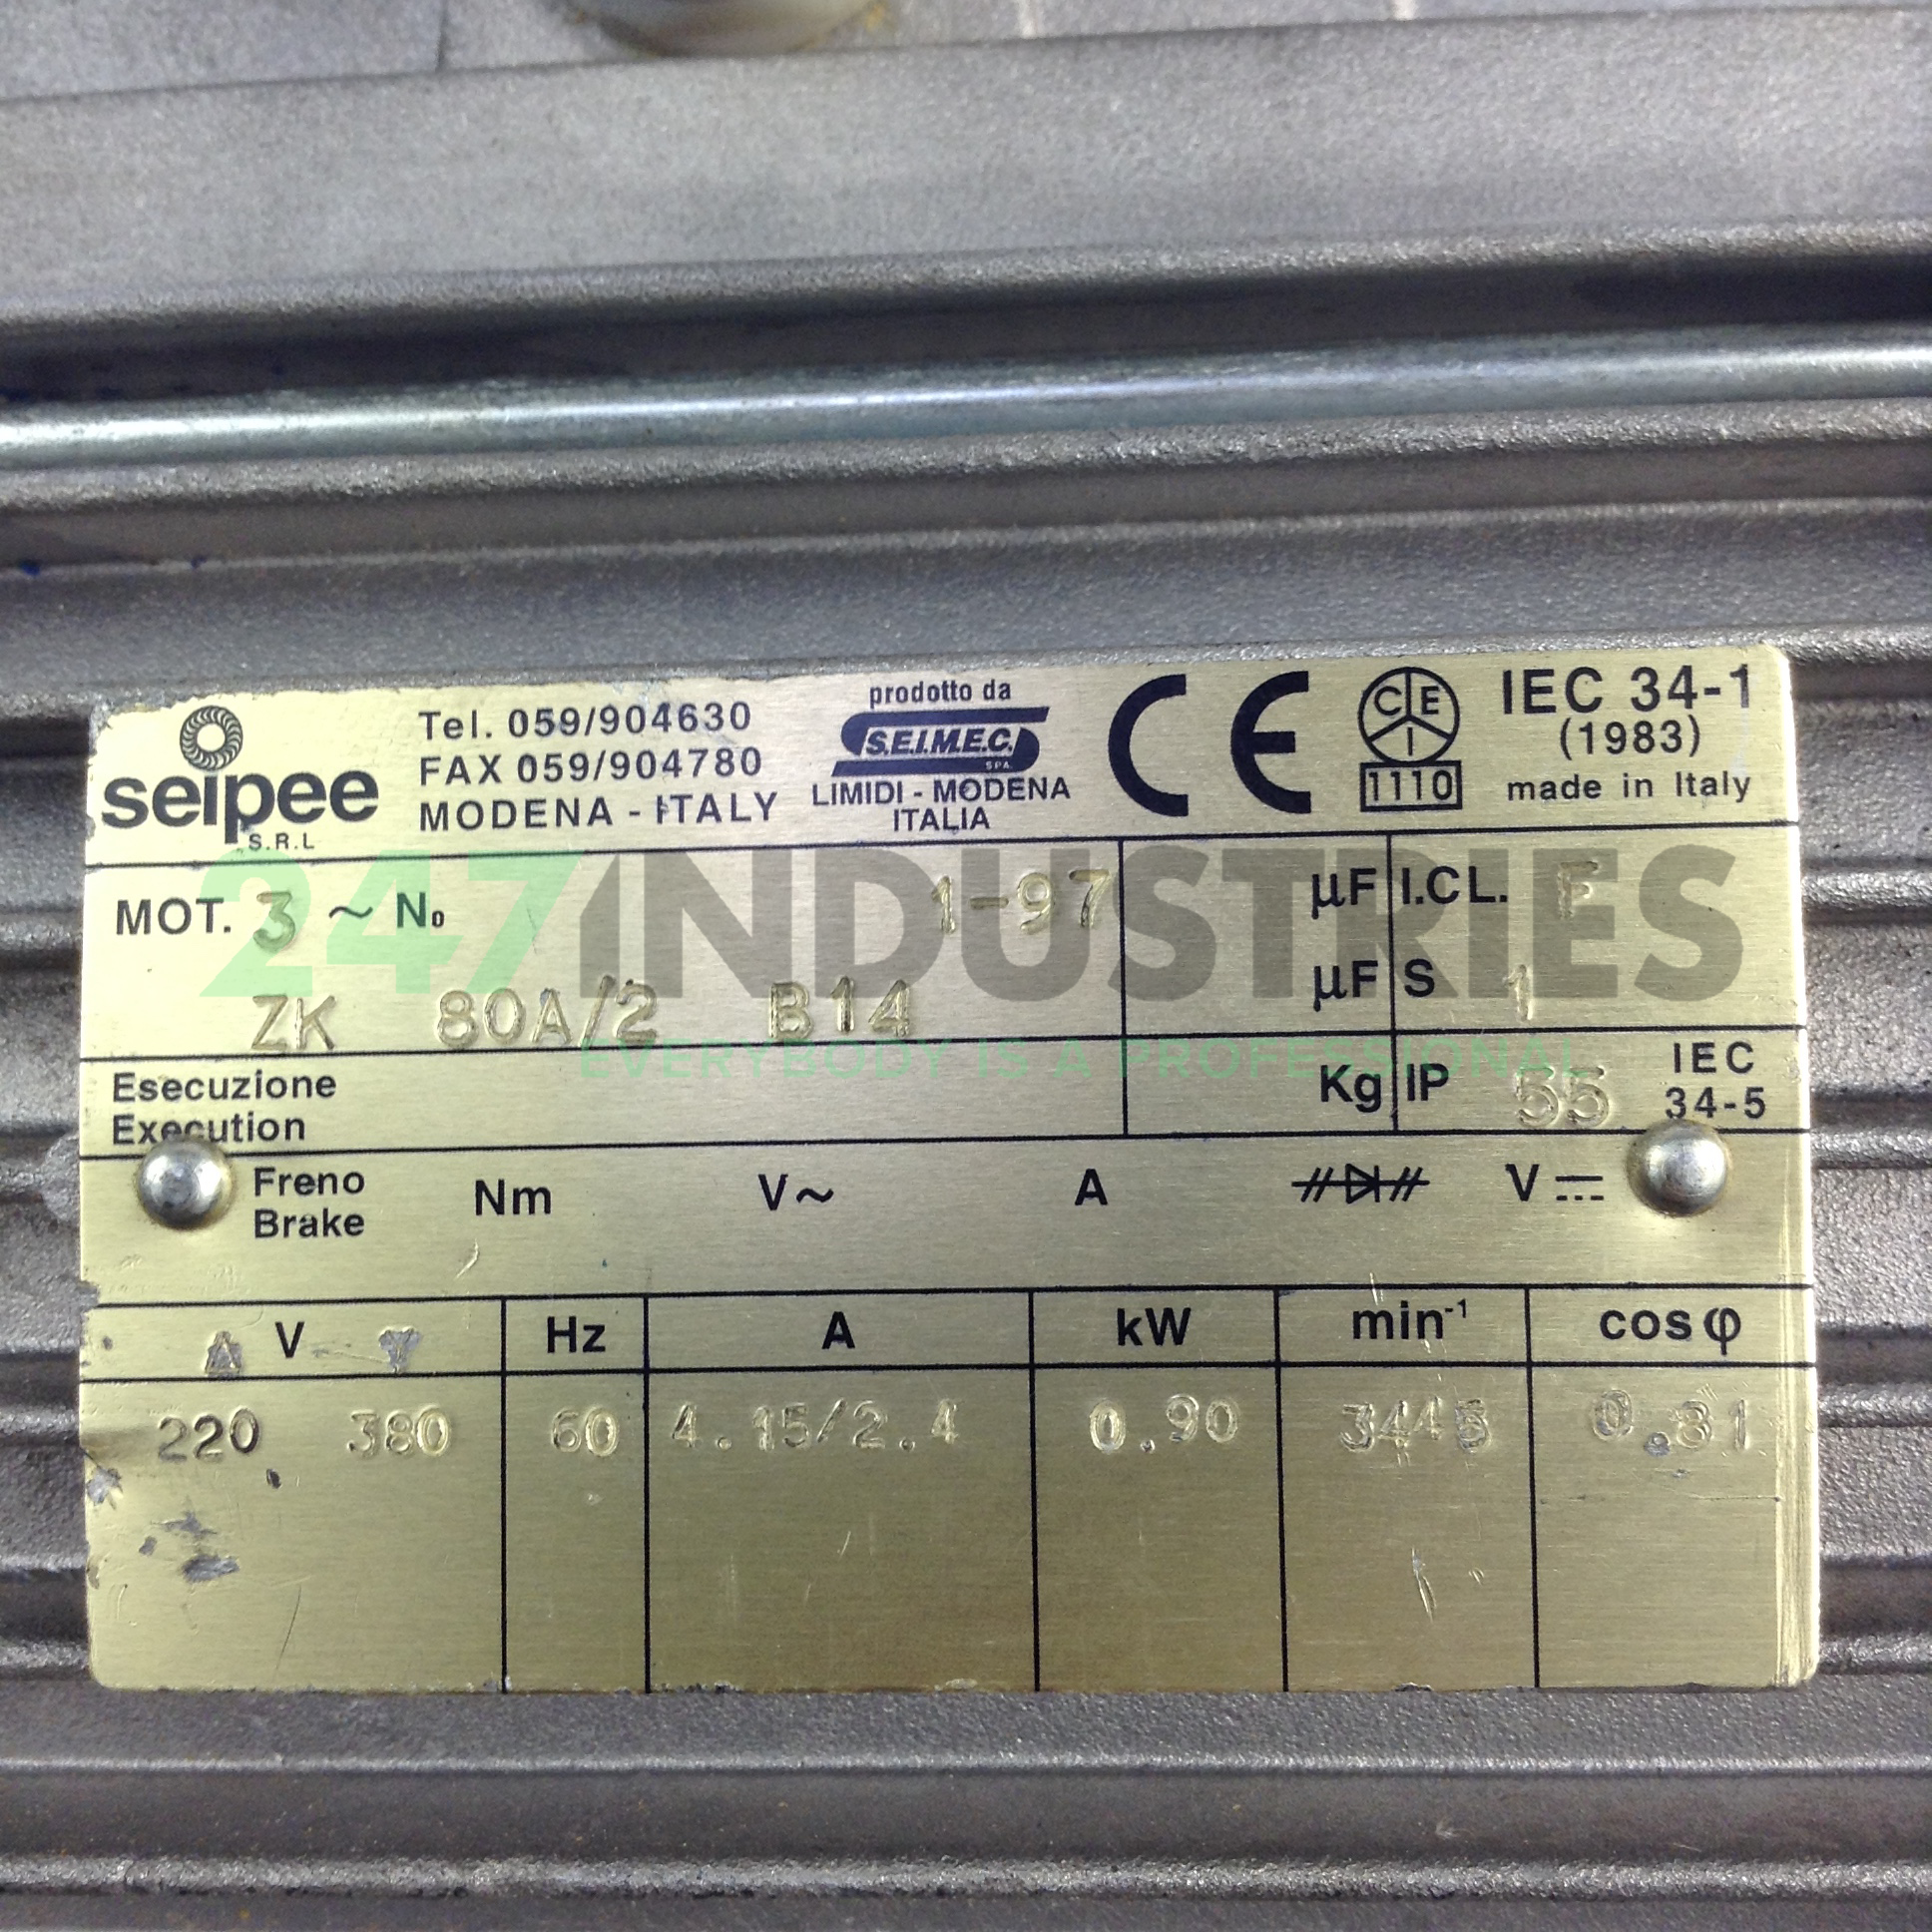 seipee
S.R.L
Tel. 059/904630
FAX 059/904780
MODENA - ITALY
prodotto da
S.E.I.M.E.C.
SPA.
LIMIDI - MODENA
ITALIA
CE
CEI
1110
IEC 34-1
(1983)
made in Italy
247INDUSTRIES
EVERYBODY IS A PROFESSIONAL
MOT. 3 ~ No 1-97 µF I.CL. F
ZK 80A/2 B14 µF S 1
Esecuzione
Execution
Kg IP 55 IEC
34-5
Freno
Brake
Nm V~ A V ⎓
Δ V Y Hz A kW min-1 cosφ
220 380 60 4.15/2.4 0.90 3445 0.81